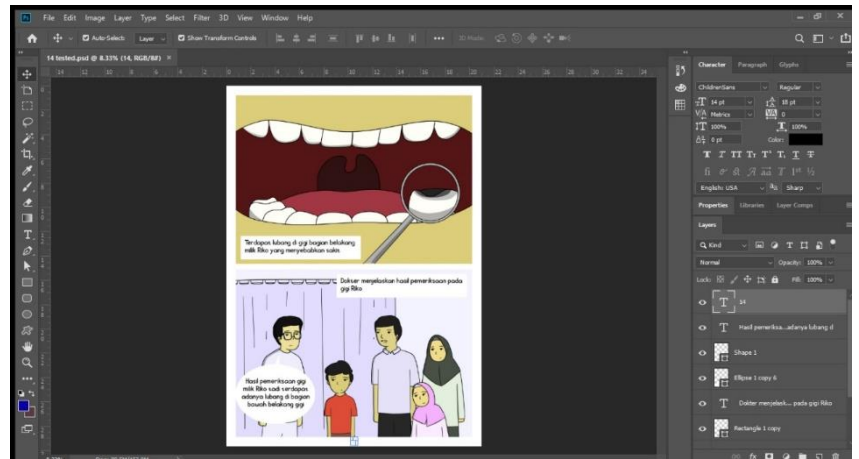 File Edit Image Layer Type Select Filter 3D View Window Help
Auto-Select: Layer Show Transform Controls 3D Mode:
14 tested.psd @ 8.33% (14, RGB/8#) ×
Terdapat lubang di gigi bagian belakang
milik Riko yang menyebabkan sakit
Dokter menjelaskan hasil pemeriksaan pada
gigi Riko
Hasil pemeriksaan gigi
milik Riko tadi terdapat
adanya lubang di bagian
bawah belakang gigi
Character Paragraph Glyphs
ChildrenSans Regular
14 pt 18 pt
Metrics 0
100% 100%
0 pt Color:
English: USA Sharp
Properties Libraries Layer Comps
Layers
Kind
Normal Opacity: 100%
Lock: Fill: 100%
14
Hasil pemeriksa...adanya lubang d
Shape 1
Ellipse 1 copy 6
Dokter menjelask... pada gigi Riko
Rectangle 1 copy